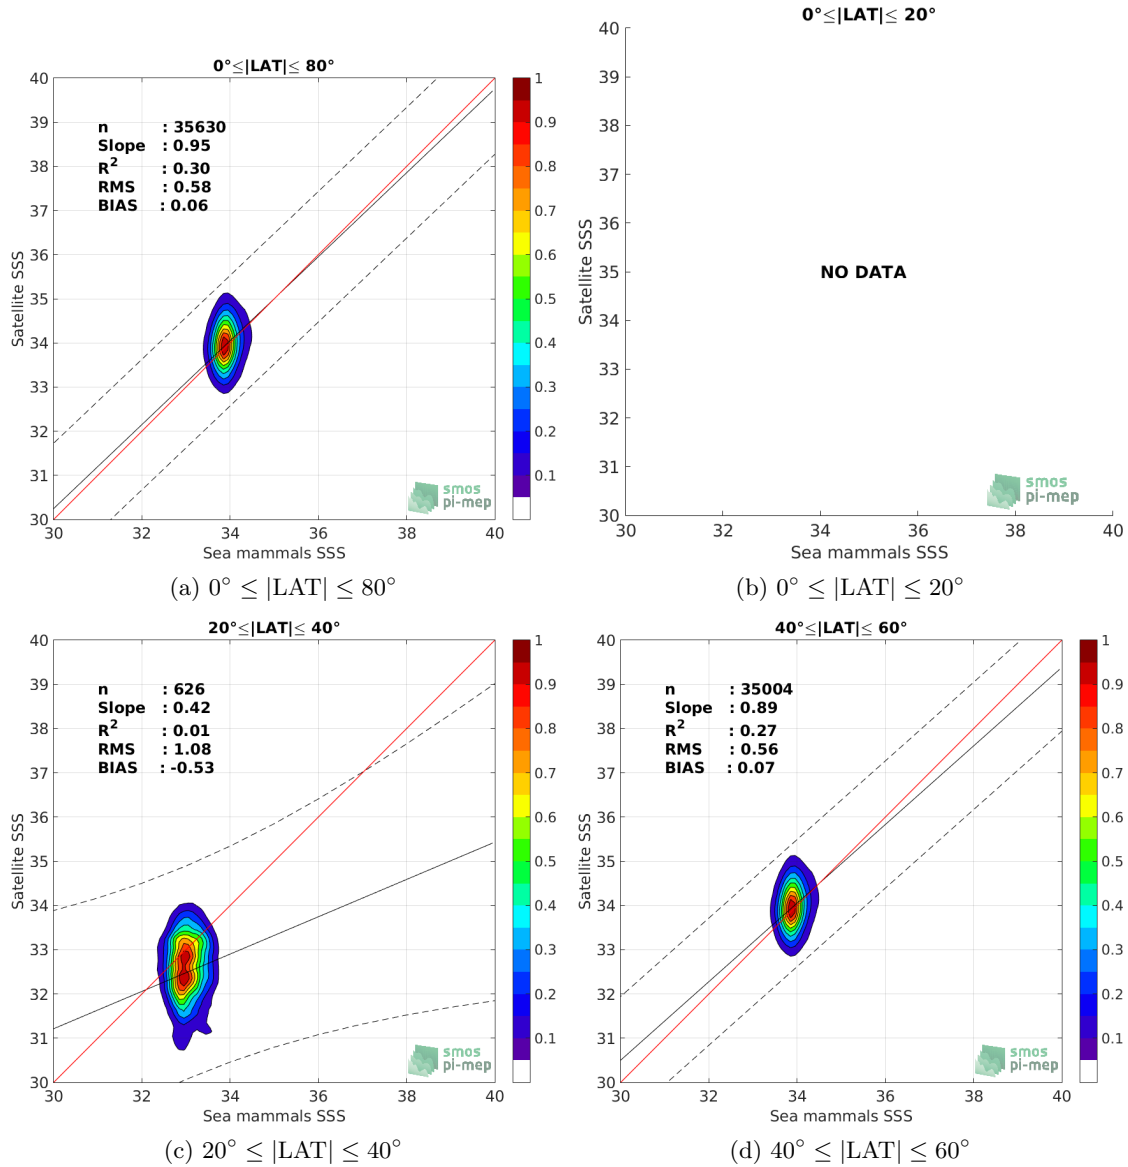 0°≤|LAT|≤ 80°
40
39
38
37
36
35
34
33
32
31
30
n : 35630
Slope : 0.95
R² : 0.30
RMS : 0.58
BIAS : 0.06
1
0.9
0.8
0.7
0.6
0.5
0.4
0.3
0.2
0.1
Satellite SSS
smos
pi-mep
30 32 34 36 38 40
Sea mammals SSS
(a) 0° ≤ |LAT| ≤ 80°
0°≤|LAT|≤ 20°
40
39
38
37
36
35
34
33
32
31
30
Satellite SSS
NO DATA
smos
pi-mep
30 32 34 36 38 40
Sea mammals SSS
(b) 0° ≤ |LAT| ≤ 20°
20°≤|LAT|≤ 40°
40
39
38
37
36
35
34
33
32
31
30
n : 626
Slope : 0.42
R² : 0.01
RMS : 1.08
BIAS : -0.53
1
0.9
0.8
0.7
0.6
0.5
0.4
0.3
0.2
0.1
Satellite SSS
smos
pi-mep
30 32 34 36 38 40
Sea mammals SSS
(c) 20° ≤ |LAT| ≤ 40°
40°≤|LAT|≤ 60°
40
39
38
37
36
35
34
33
32
31
30
n : 35004
Slope : 0.89
R² : 0.27
RMS : 0.56
BIAS : 0.07
1
0.9
0.8
0.7
0.6
0.5
0.4
0.3
0.2
0.1
Satellite SSS
smos
pi-mep
30 32 34 36 38 40
Sea mammals SSS
(d) 40° ≤ |LAT| ≤ 60°